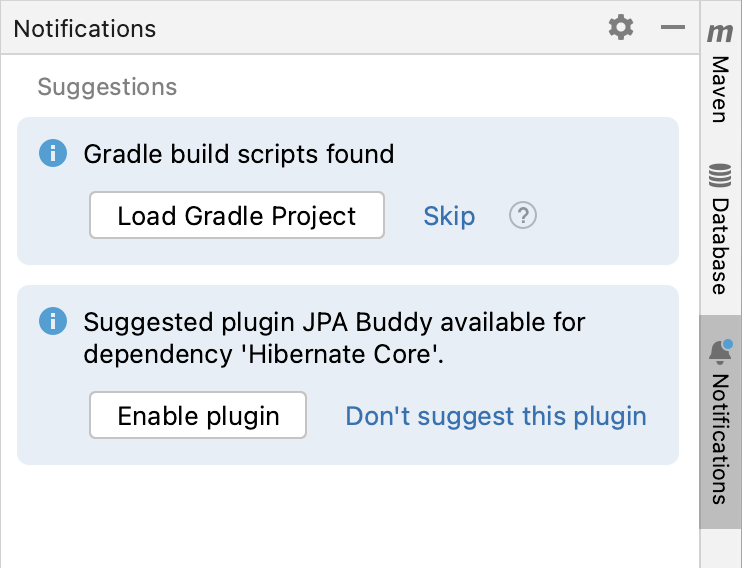 Notifications
Suggestions
Gradle build scripts found
Load Gradle Project
Skip
?
Suggested plugin JPA Buddy available for
dependency 'Hibernate Core'.
Enable plugin
Don't suggest this plugin
m
Maven
Database
Notifications